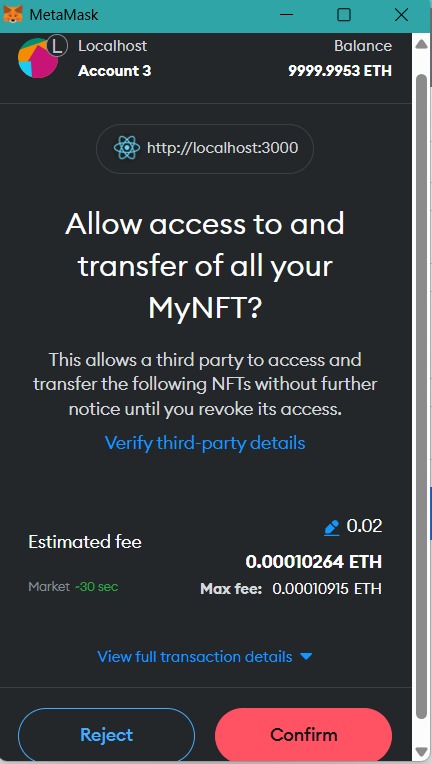 MetaMask
L
Localhost
Balance
Account 3
9999.9953 ETH
http://localhost:3000
Allow access to and
transfer of all your
MyNFT?
This allows a third party to access and
transfer the following NFTs without further
notice until you revoke its access.
Verify third-party details
0.02
Estimated fee
0.00010264 ETH
Market ~30 sec
Max fee: 0.00010915 ETH
View full transaction details
Reject
Confirm